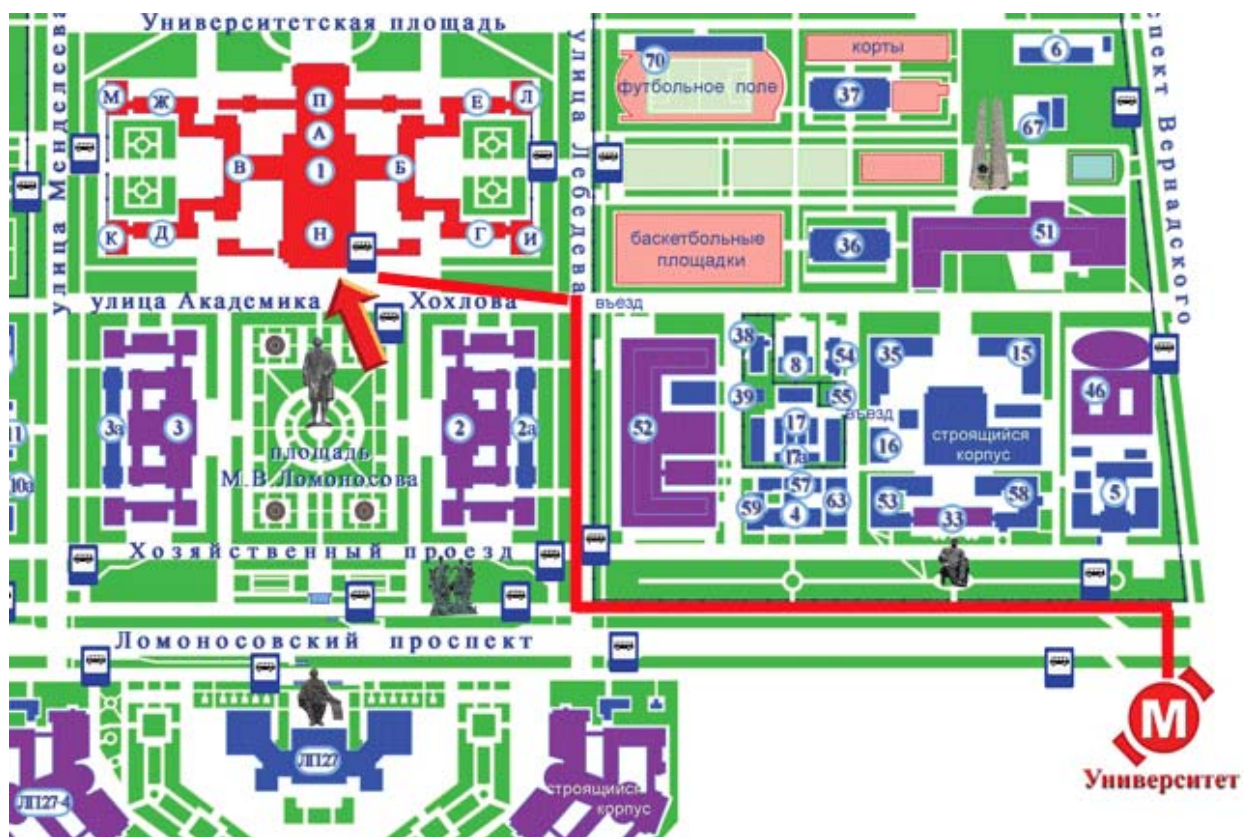 Университетская площадь
улица Менделеева
улица Лебедева
спект Вернадского
70
футбольное поле
корты
6
37
67
М
Ж
П
Е
Л
А
В
1
Б
К
Д
Н
Г
И
баскетбольные
площадки
36
51
улица Академика Хохлова
въезд
38
8
54
35
15
39
55
въезд
46
3а
3
2
2а
52
17
17а
16
строящийся
корпус
11
10а
площадь
М.В.Ломоносова
57
59
4
63
53
33
58
5
Хозяйственный проезд
Ломоносовский проспект
ЛП27
ЛП27-4
строящийся
корпус
М
Университет